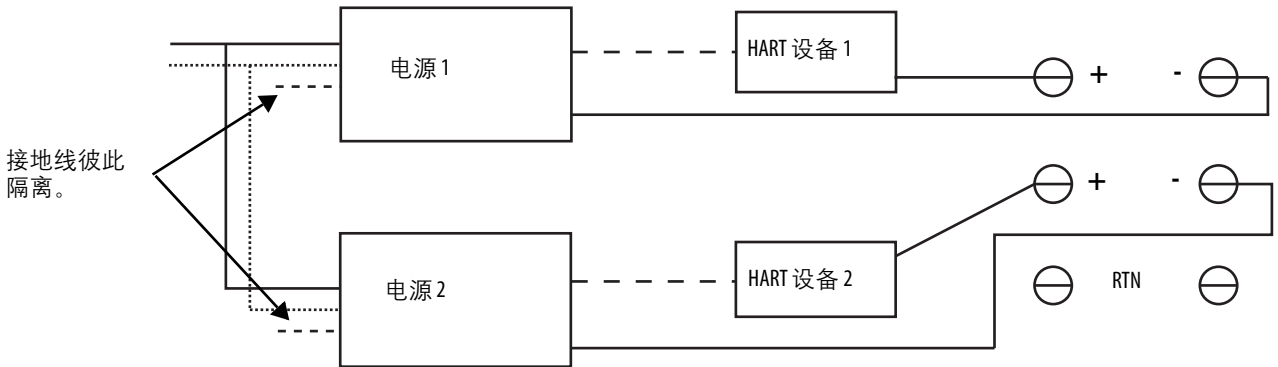 电源1
HART 设备 1
+ -
接地线彼此
隔离。
+ -
电源2
HART 设备 2
RTN